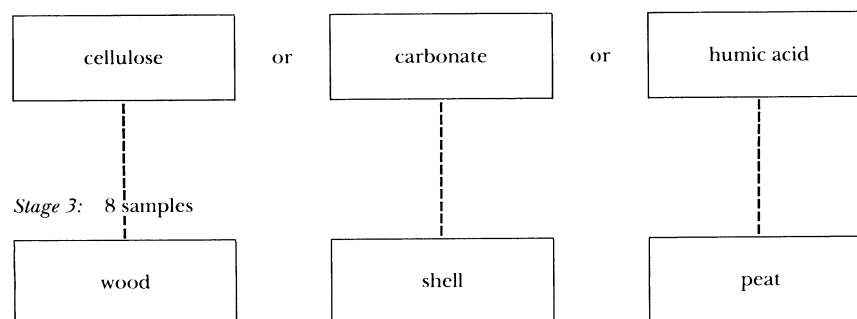 cellulose or carbonate or humic acid
Stage 3: 8 samples
wood shell peat